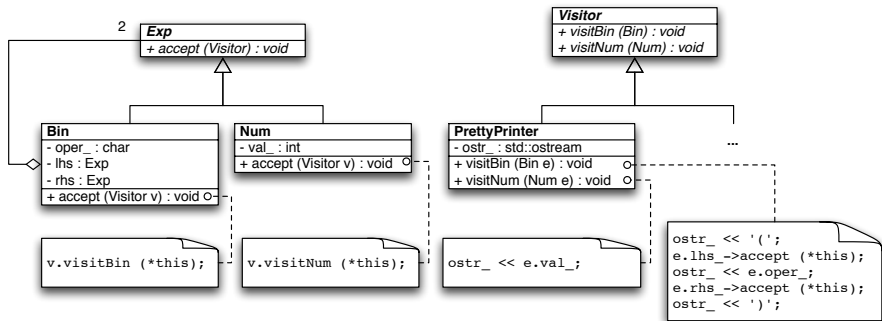 2
Exp
+ accept (Visitor) : void
Visitor
+ visitBin (Bin) : void
+ visitNum (Num) : void
Bin
- oper_ : char
- lhs : Exp
- rhs : Exp
+ accept (Visitor v) : void
Num
- val_ : int
+ accept (Visitor v) : void
PrettyPrinter
- ostr_ : std::ostream
+ visitBin (Bin e) : void
+ visitNum (Num e) : void
...
v.visitBin (*this);
v.visitNum (*this);
ostr_ << e.val_;
ostr_ << '(';
e.lhs_->accept (*this);
ostr_ << e.oper_;
e.rhs_->accept (*this);
ostr_ << ')';